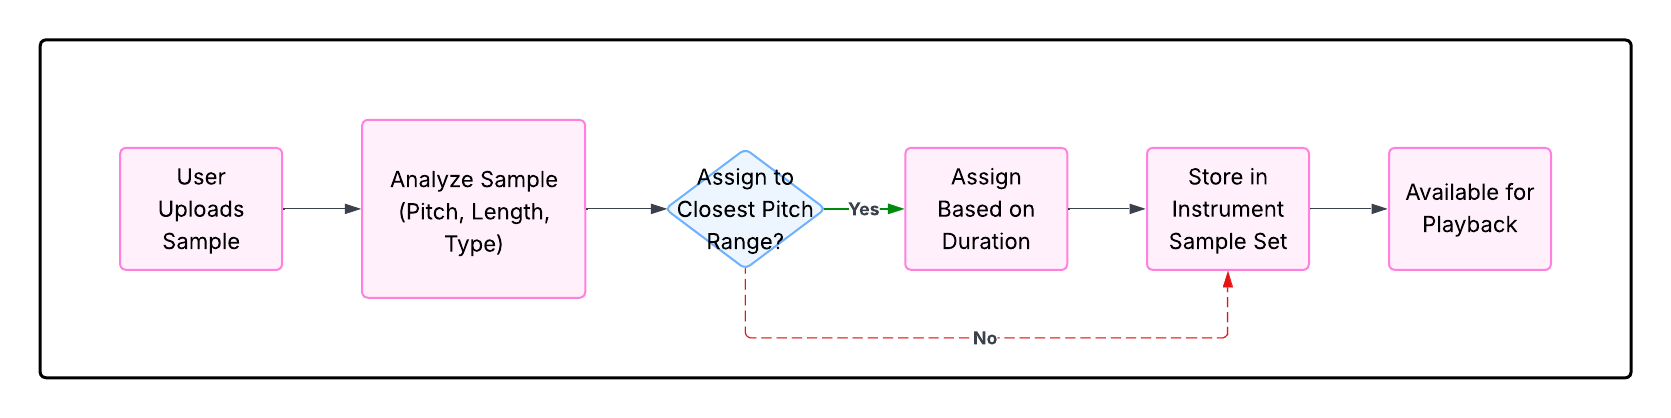 User
Uploads
Sample
Analyze Sample
(Pitch, Length,
Type)
Assign to
Closest Pitch
Range?
Yes
Assign
Based on
Duration
Store in
Instrument
Sample Set
Available for
Playback
No